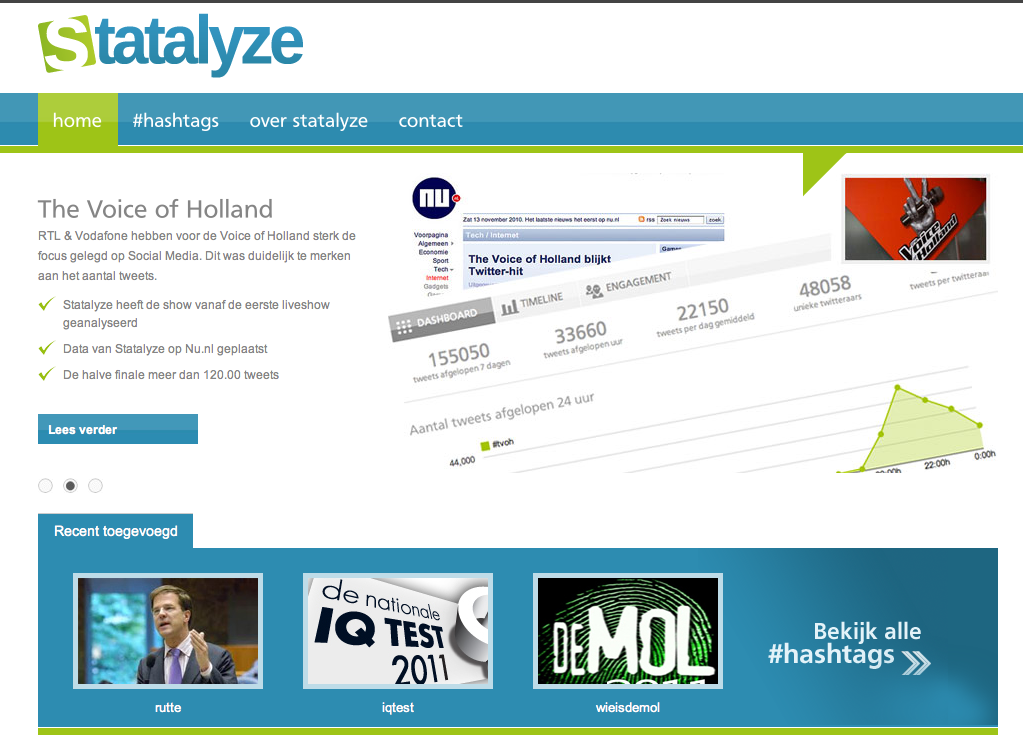 Statalyze
home
#hashtags
over statalyze
contact
The Voice of Holland
RTL & Vodafone hebben voor de Voice of Holland sterk de
focus gelegd op Social Media. Dit was duidelijk te merken
aan het aantal tweets.
Statalyze heeft de show vanaf de eerste liveshow
geanalyseerd
Data van Statalyze op Nu.nl geplaatst
De halve finale meer dan 120.00 tweets
Lees verder
nu
Zat 13 november 2010. Het laatste nieuws het eerst op nu.nl
rss
Zoek nieuws
zoek
Voorpagina
Algemeen
Economie
Sport
Tech
Internet
Gadgets
Tech / Internet
The Voice of Holland blijkt
Twitter-hit
DASHBOARD
TIMELINE
ENGAGEMENT
155050
tweets afgelopen 7 dagen
33660
tweets afgelopen uur
22150
tweets per dag gemiddeld
48058
unieke twitteraars
tweets per twitteraar
Aantal tweets afgelopen 24 uur
#tvoh
44,000
22:00h
0:00h
the Voice
of Holland
Recent toegevoegd
de nationale
IQ TEST
2011
DE MOL
rutte
iqtest
wieisdemol
Bekijk alle
#hashtags